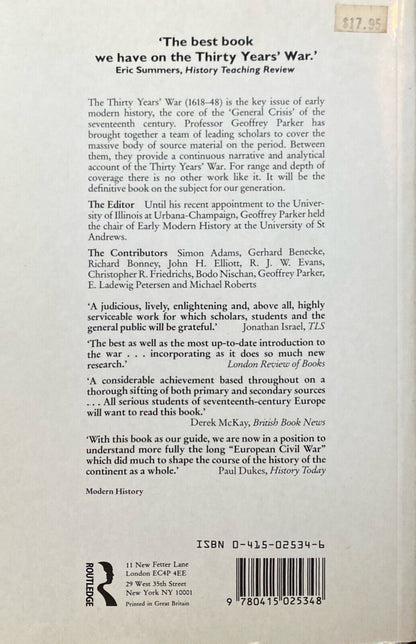 $17.95
‘The best book
we have on the Thirty Years’ War.’
Eric Summers, History Teaching Review
The Thirty Years’ War (1618–48) is the key issue of early
modern history, the core of the ‘General Crisis’ of the
seventeenth century. Professor Geoffrey Parker has
brought together a team of leading scholars to cover the
massive body of source material on the period. Between
them, they provide a continuous narrative and analytical
account of the Thirty Years’ War. For range and depth of
coverage there is no other work like it. It will be the
definitive book on the subject for our generation.
The Editor Until his recent appointment to the Univer-
sity of Illinois at Urbana-Champaign, Geoffrey Parker held
the chair of Early Modern History at the University of St
Andrews.
The Contributors Simon Adams, Gerhard Benecke,
Richard Bonney, John H. Elliott, R. J. W. Evans,
Christopher R. Friedrichs, Bodo Nischan, Geoffrey Parker,
E. Ladewig Petersen and Michael Roberts
‘A judicious, lively, enlightening and, above all, highly
serviceable work for which scholars, students and the
general public will be grateful.’ Jonathan Israel, TLS
‘The best as well as the most up-to-date introduction to
the war . . . incorporating as it does so much new
research.’ London Review of Books
‘A considerable achievement based throughout on a
thorough sifting of both primary and secondary sources
. . . All serious students of seventeenth-century Europe
will want to read this book.’
Derek McKay, British Book News
‘With this book as our guide, we are now in a position to
understand more fully the long “European Civil War”
which did much to shape the course of the history of the
continent as a whole.’ Paul Dukes, History Today
Modern History
ISBN 0-415-02534-6
ROUTLEDGE
11 New Fetter Lane
London EC4P 4EE
29 West 35th Street
New York NY 10001
Printed in Great Britain
9 780415 025348